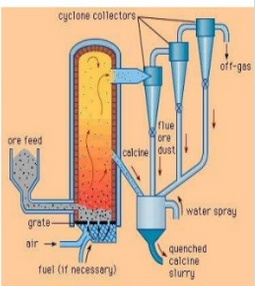 cyclone collectors
off-gas
ore feed
flue
ore
dust
calcine
grate
water spray
air
fuel (if necessary)
quenched
calcine
slurry